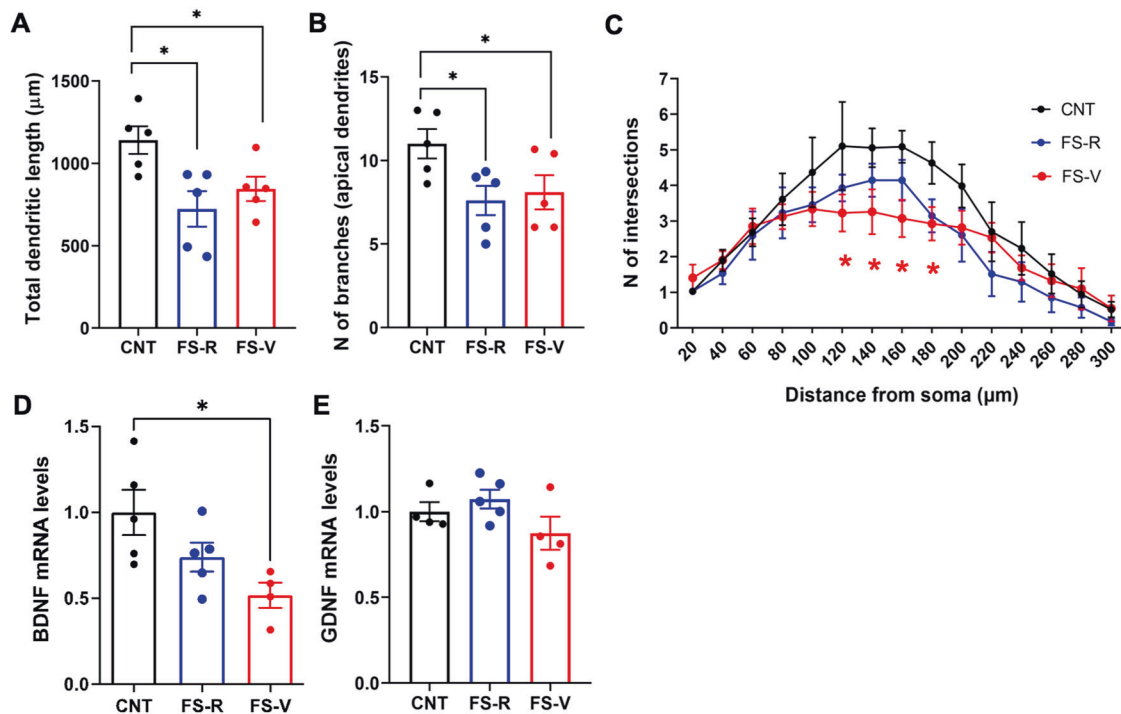 A
Total dendritic length (μm)
1500
1000
500
0
*
*
CNT FS-R FS-V
B
N of branches (apical dendrites)
15
10
5
0
*
*
CNT FS-R FS-V
C
N of intersections
7
6
5
4
3
2
1
0
CNT
FS-R
FS-V
* * * *
20 40 60 80 100 120 140 160 180 200 220 240 260 280 300
Distance from soma (μm)
D
BDNF mRNA levels
1.5
1.0
0.5
0.0
*
CNT FS-R FS-V
E
GDNF mRNA levels
1.5
1.0
0.5
0.0
CNT FS-R FS-V